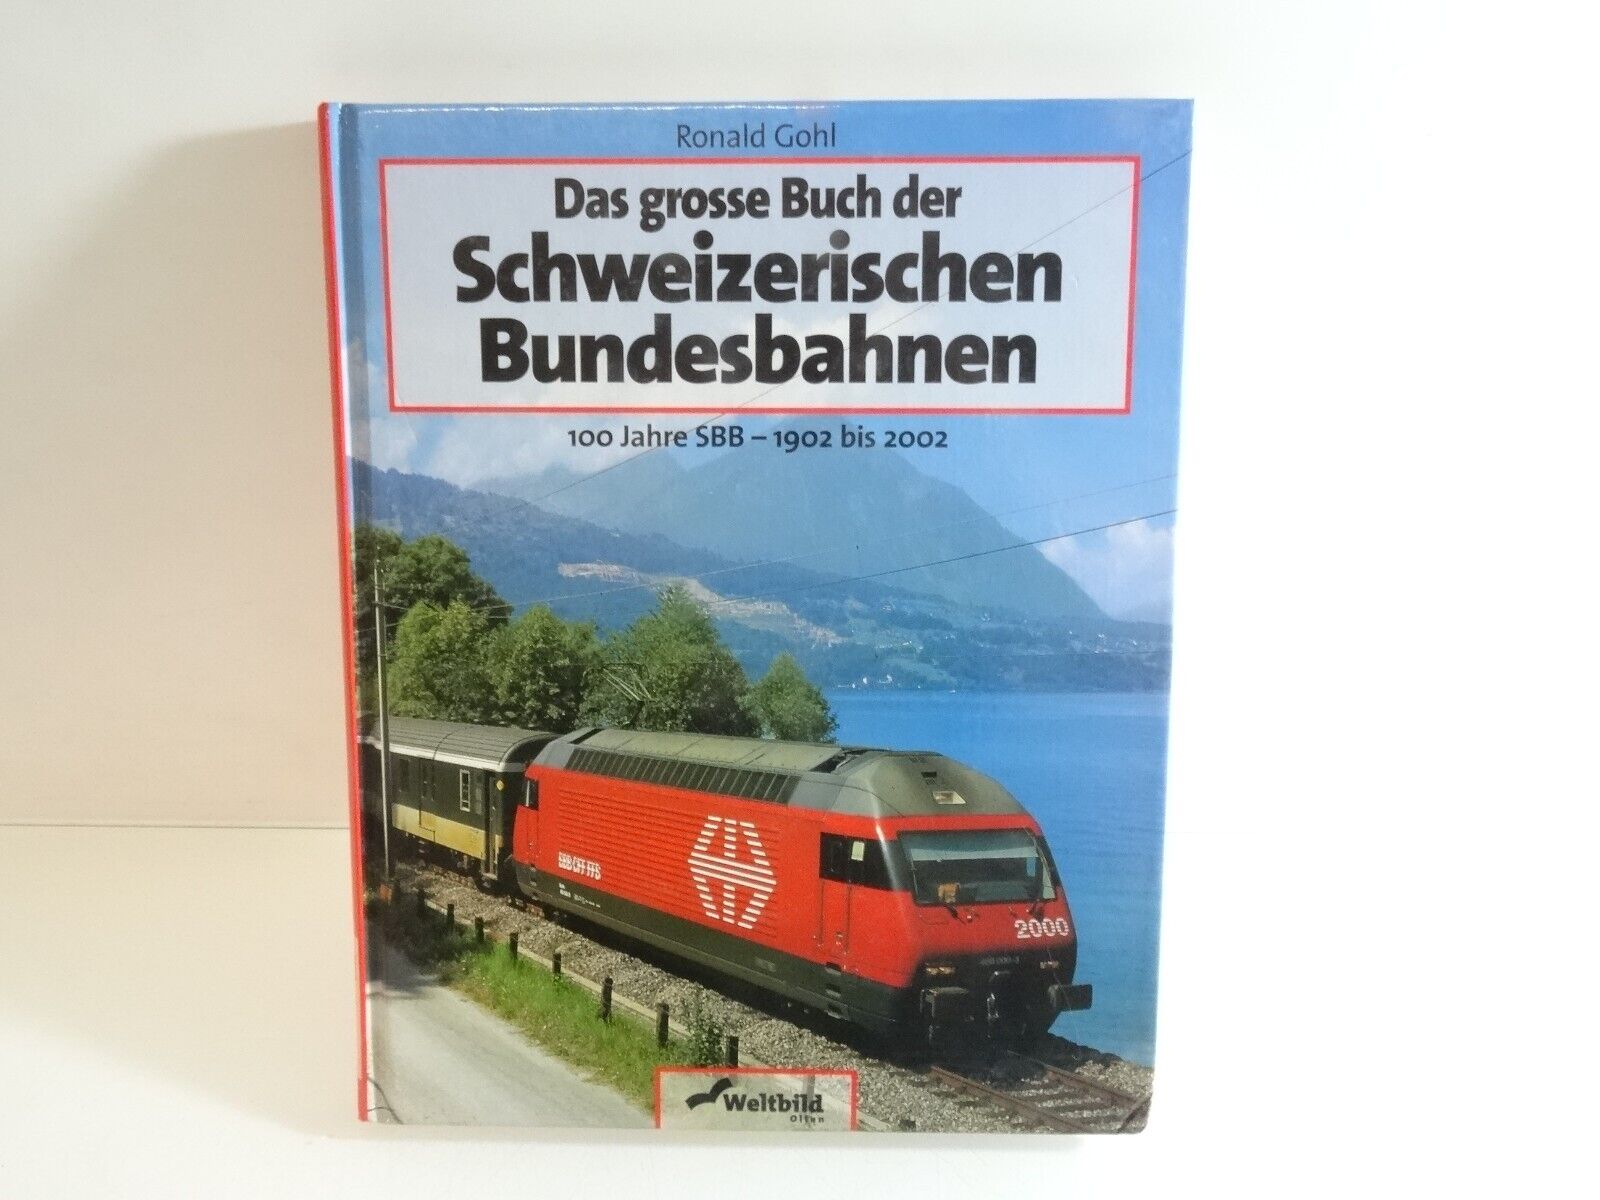 Ronald Gohl
Das grosse Buch der
Schweizerischen
Bundesbahnen
100 Jahre SBB – 1902 bis 2002
SBB CFF FFS
2000
Weltbild
Olten